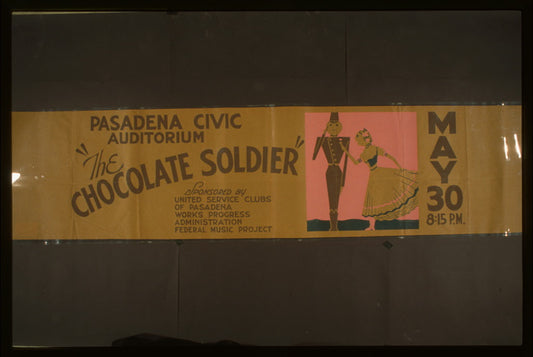 PASADENA CIVIC
AUDITORIUM
"The
CHOCOLATE SOLDIER"
SPONSORED BY
UNITED SERVICE CLUBS
OF PASADENA
WORKS PROGRESS
ADMINISTRATION
FEDERAL MUSIC PROJECT
MAY
30
8:15 P.M.